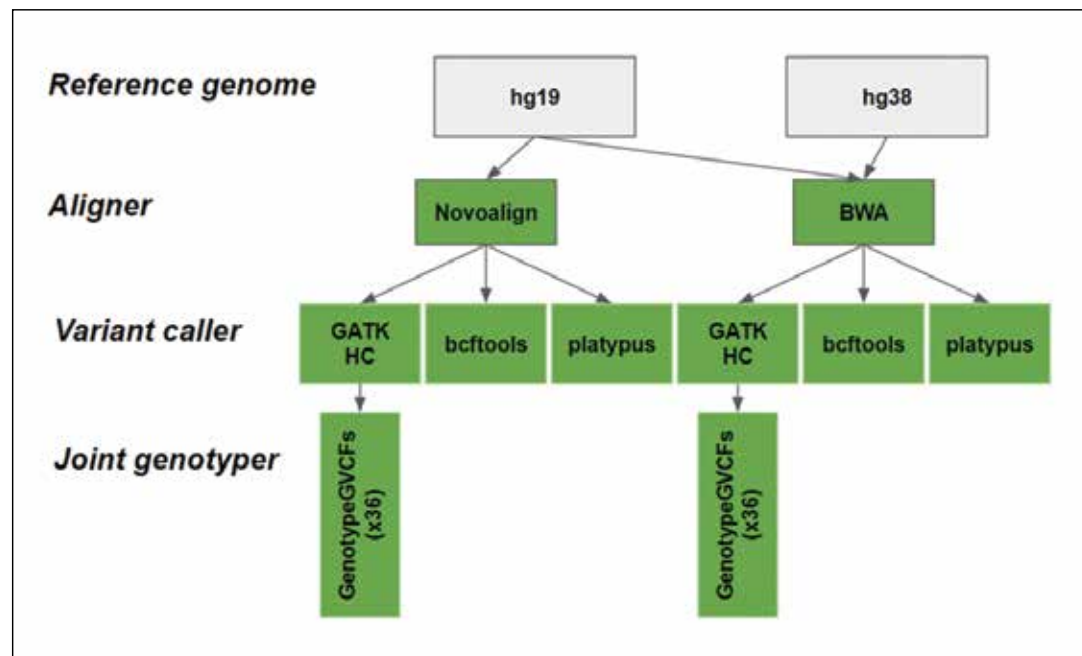 Reference genome
hg19
hg38
Aligner
Novoalign
BWA
Variant caller
GATK
HC
bcftools
platypus
GATK
HC
bcftools
platypus
Joint genotyper
GenotypeGVCFs
(x36)
GenotypeGVCFs
(x36)